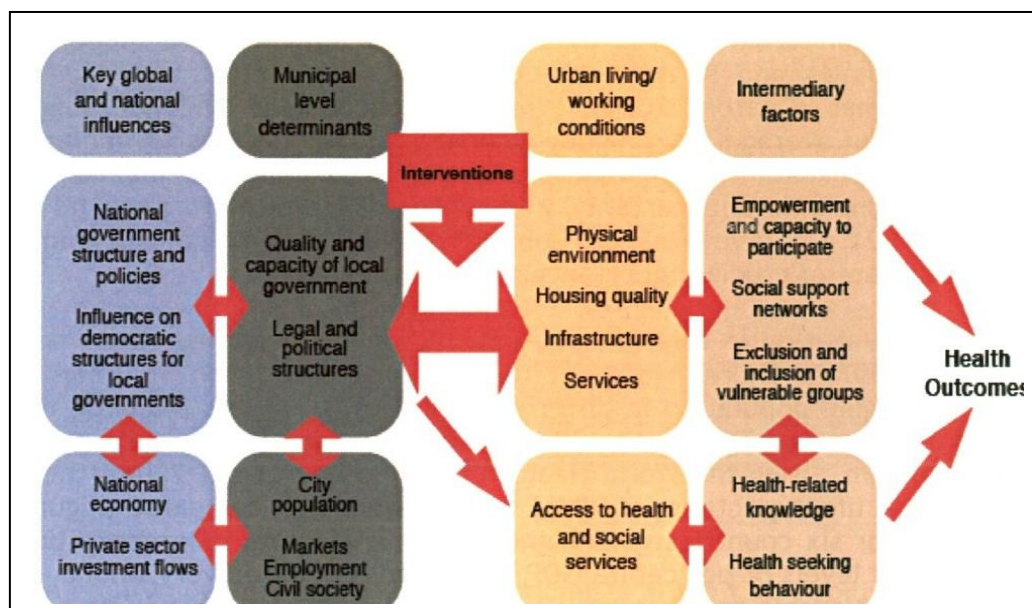 Key global
and national
influences
Municipal
level
determinants
Urban living/
working
conditions
Intermediary
factors
Interventions
National
government
structure and
policies
Influence on
democratic
structures for
local
governments
Quality and
capacity of local
government
Legal and
political
structures
Physical
environment
Housing quality
Infrastructure
Services
Empowerment
and capacity to
participate
Social support
networks
Exclusion and
inclusion of
vulnerable groups
Health
Outcomes
National
economy
Private sector
investment flows
City
population
Markets
Employment
Civil society
Access to health
and social
services
Health-related
knowledge
Health seeking
behaviour